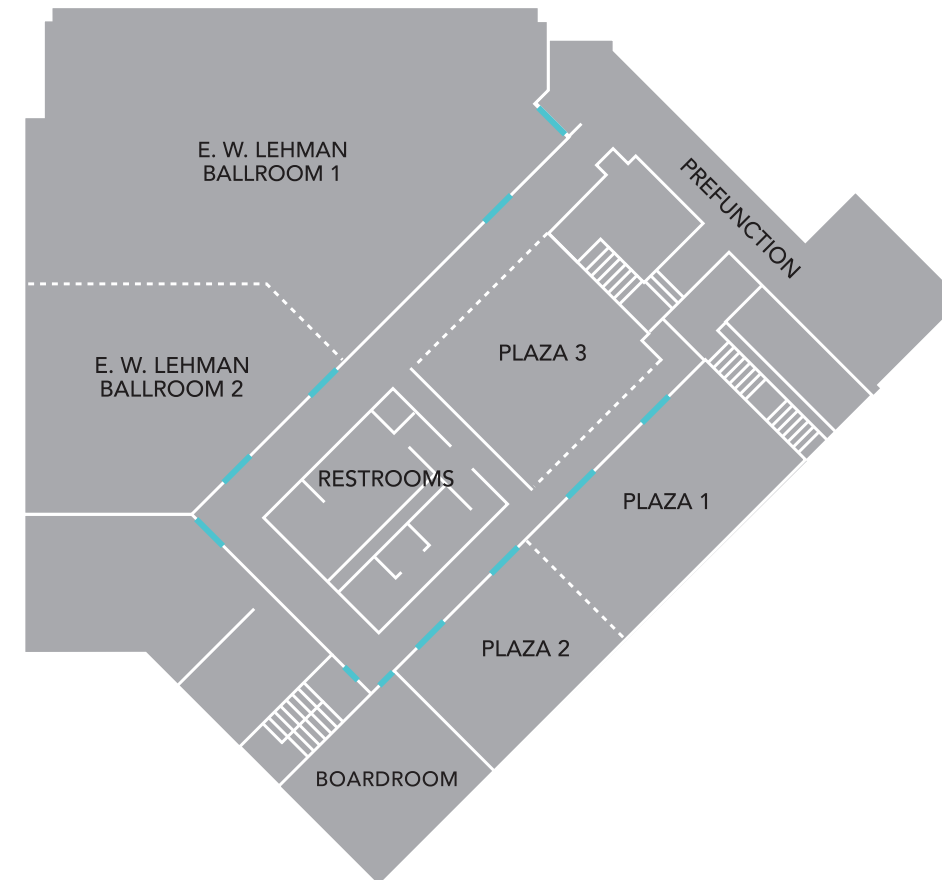 E. W. LEHMAN
BALLROOM 1
PREFUNCTION
PLAZA 3
E. W. LEHMAN
BALLROOM 2
RESTROOMS
PLAZA 1
PLAZA 2
BOARDROOM